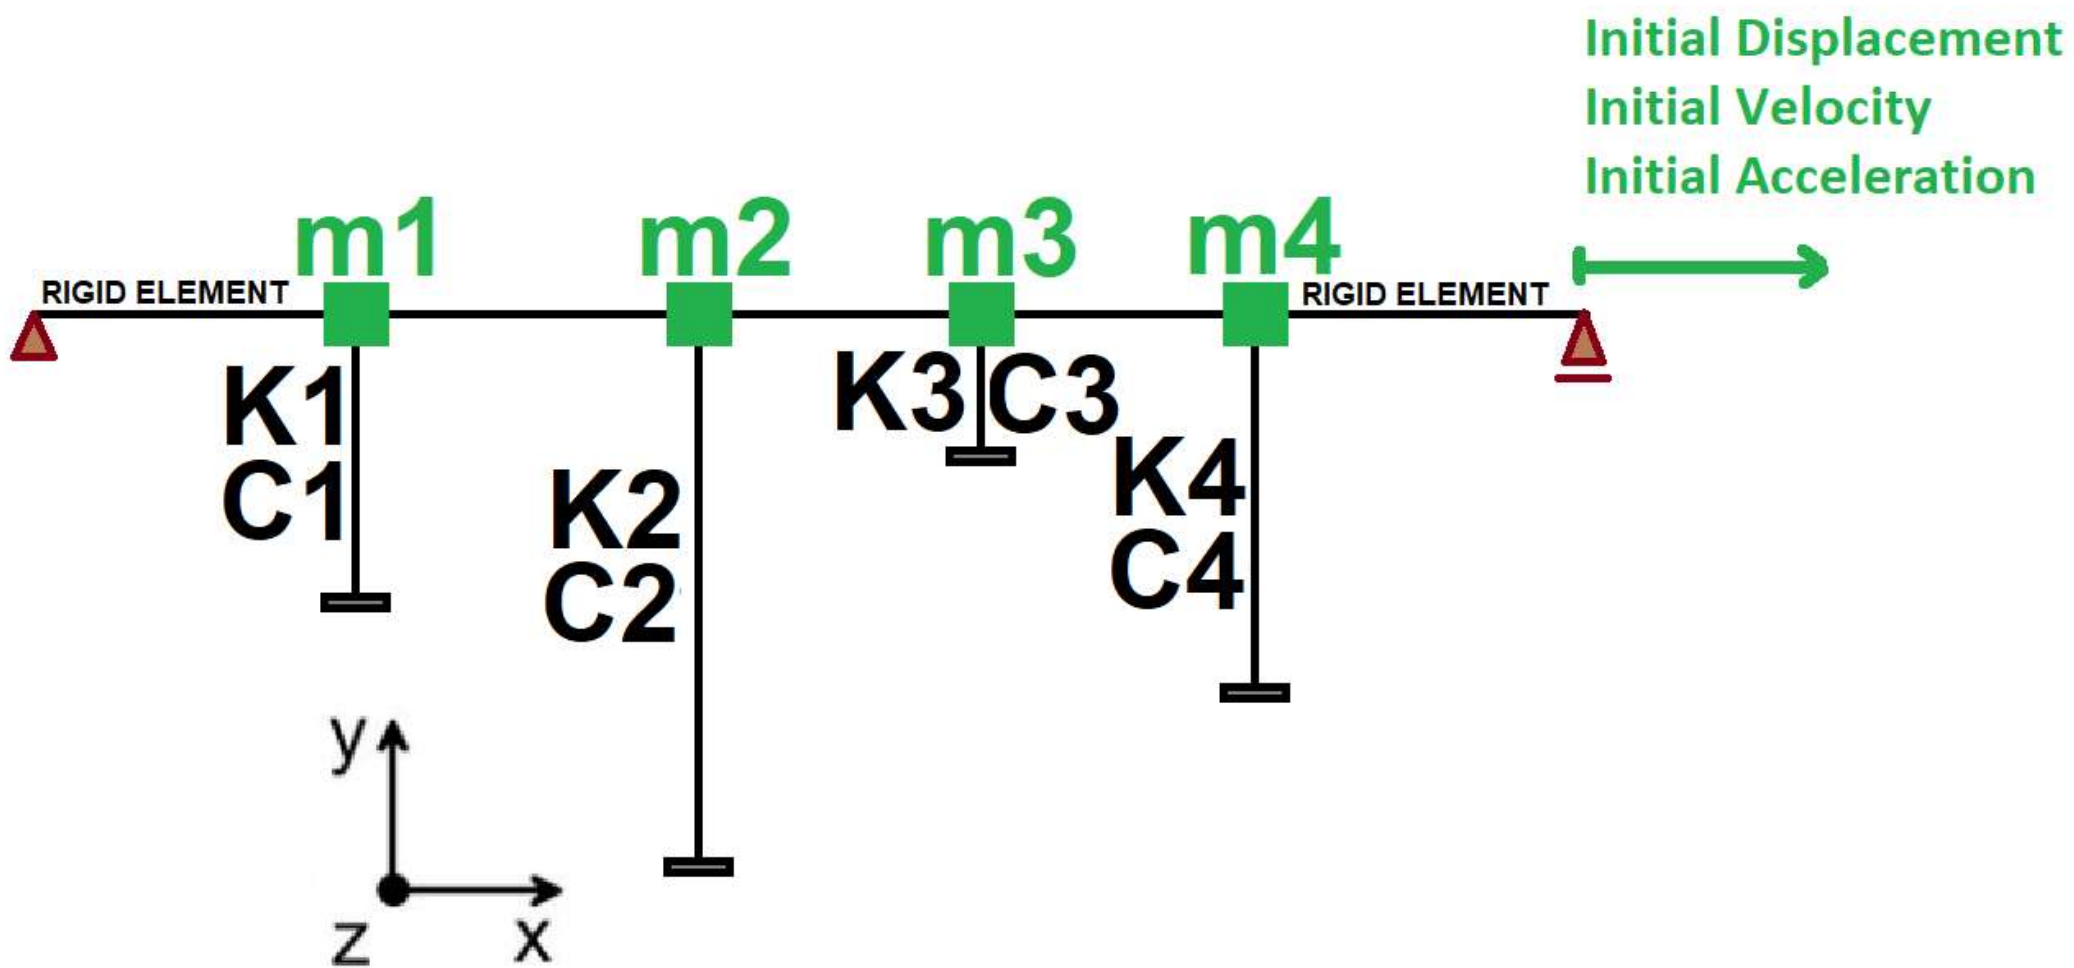 Initial Displacement
Initial Velocity
Initial Acceleration
m1 m2 m3 m4
RIGID ELEMENT RIGID ELEMENT
K1
C1
K2
C2
K3 C3
K4
C4
y
z x